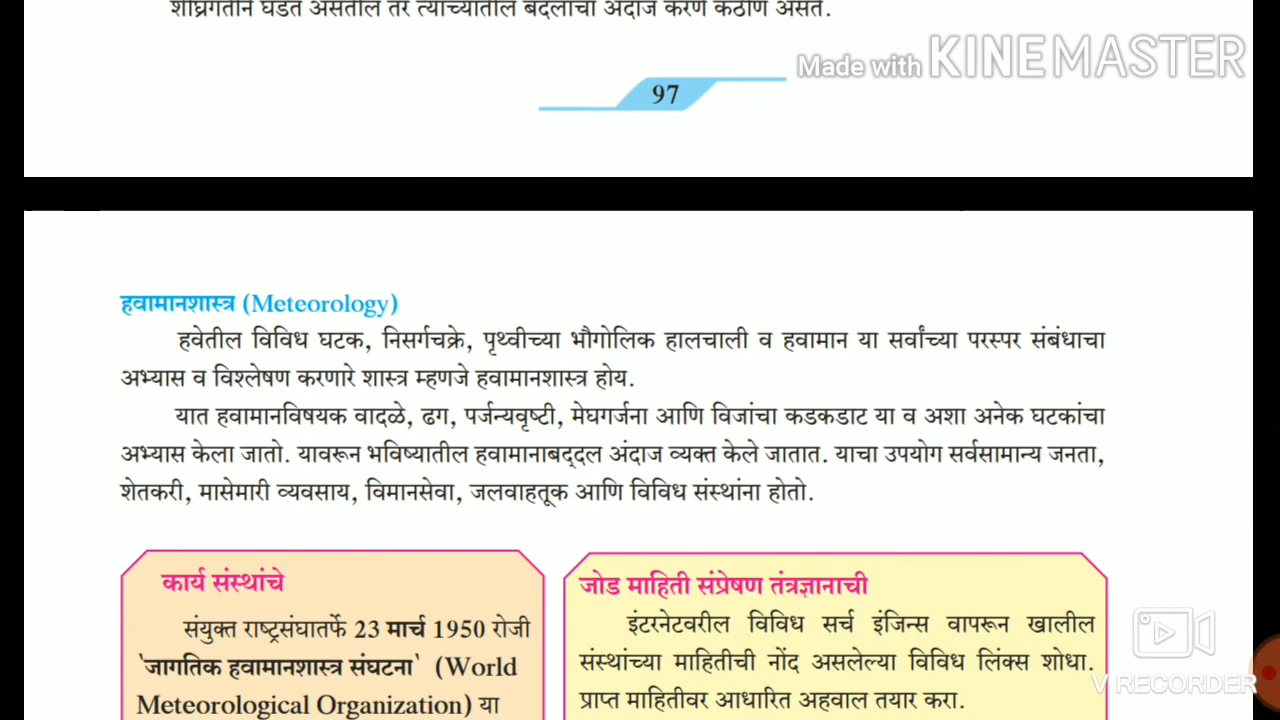 शीघ्रगतीने घडत असतील तर त्यांच्यातील बदलांचा अंदाज करणे कठीण असते.
Made with KINEMASTER
97
हवामानशास्त्र (Meteorology)
हवेतील विविध घटक, निसर्गचक्रे, पृथ्वीच्या भौगोलिक हालचाली व हवामान या सर्वांच्या परस्पर संबंधाचा
अभ्यास व विश्लेषण करणारे शास्त्र म्हणजे हवामानशास्त्र होय.
यात हवामानविषयक वादळे, ढग, पर्जन्यवृष्टी, मेघगर्जना आणि विजांचा कडकडाट या व अशा अनेक घटकांचा
अभ्यास केला जातो. यावरून भविष्यातील हवामानाबद्दल अंदाज व्यक्त केले जातात. याचा उपयोग सर्वसामान्य जनता,
शेतकरी, मासेमारी व्यवसाय, विमानसेवा, जलवाहतूक आणि विविध संस्थांना होतो.
कार्य संस्थांचे
संयुक्त राष्ट्रसंघातर्फे 23 मार्च 1950 रोजी
'जागतिक हवामानशास्त्र संघटना' (World
Meteorological Organization) या
जोड माहिती संप्रेषण तंत्रज्ञानाची
इंटरनेटवरील विविध सर्च इंजिन्स वापरून खालील
संस्थांच्या माहितीची नोंद असलेल्या विविध लिंक्स शोधा.
प्राप्त माहितीवर आधारित अहवाल तयार करा.
V RECORDER